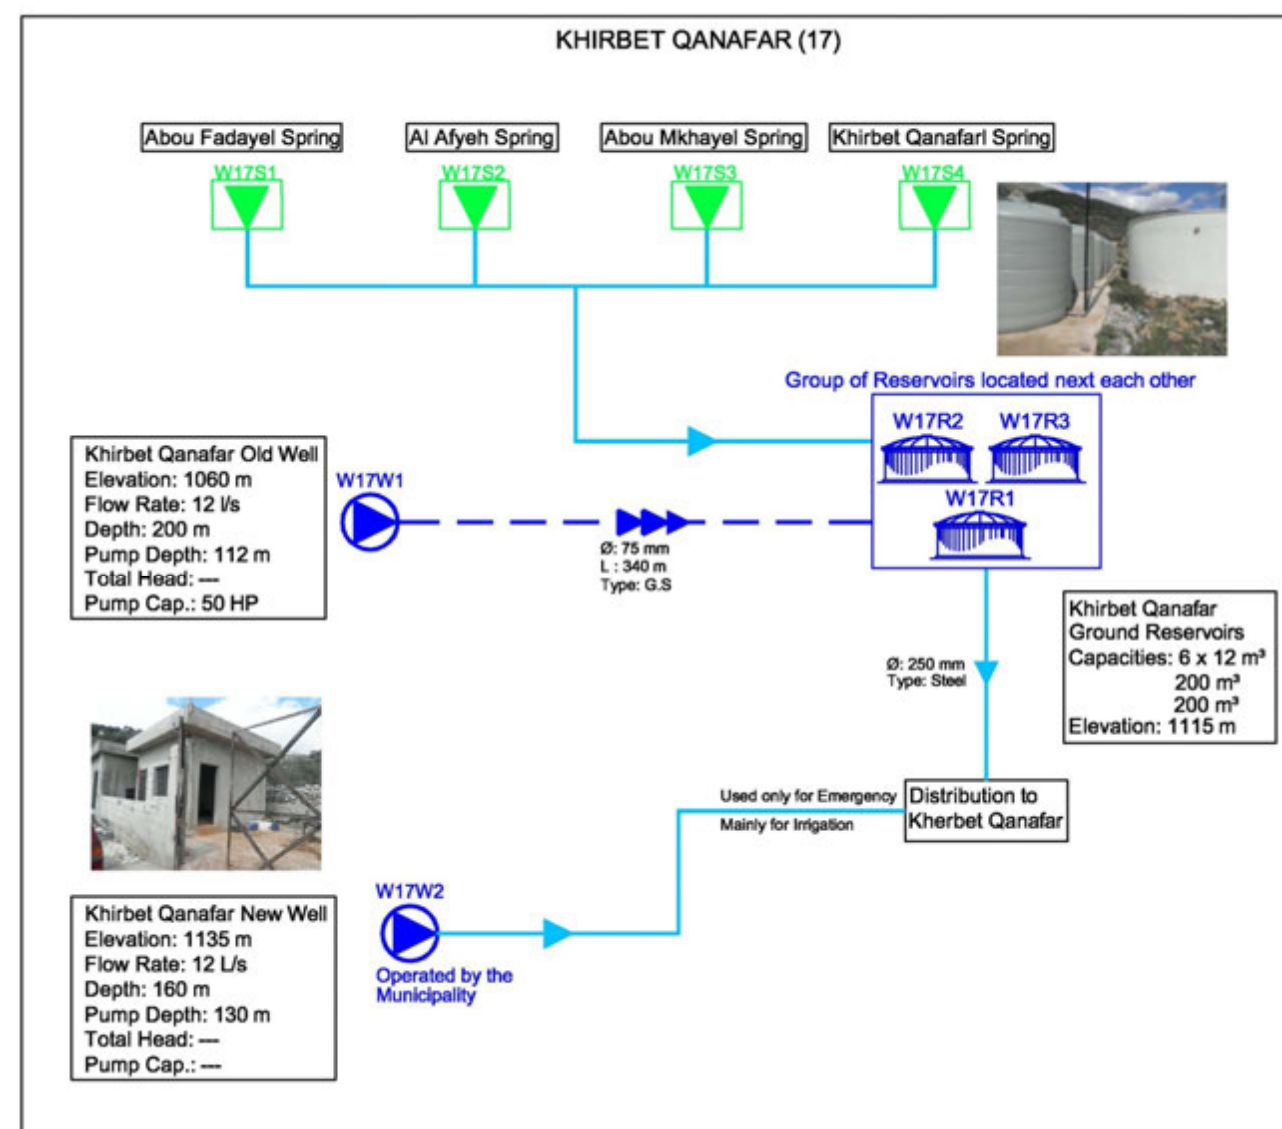 KHIRBET QANAFAR (17)
Abou Fadayel Spring
Al Afyeh Spring
Abou Mkhayel Spring
Khirbet Qanafarl Spring
W17S1
W17S2
W17S3
W17S4
Group of Reservoirs located next each other
W17R2
W17R3
W17R1
Khirbet Qanafar Old Well
Elevation: 1060 m
Flow Rate: 12 l/s
Depth: 200 m
Pump Depth: 112 m
Total Head: ---
Pump Cap.: 50 HP
W17W1
Ø: 75 mm
L : 340 m
Type: G.S
Khirbet Qanafar
Ground Reservoirs
Capacities: 6 x 12 m³
200 m³
200 m³
Elevation: 1115 m
Ø: 250 mm
Type: Steel
Used only for Emergency
Mainly for Irrigation
Distribution to
Kherbet Qanafar
Khirbet Qanafar New Well
Elevation: 1135 m
Flow Rate: 12 L/s
Depth: 160 m
Pump Depth: 130 m
Total Head: ---
Pump Cap.: ---
W17W2
Operated by the
Municipality